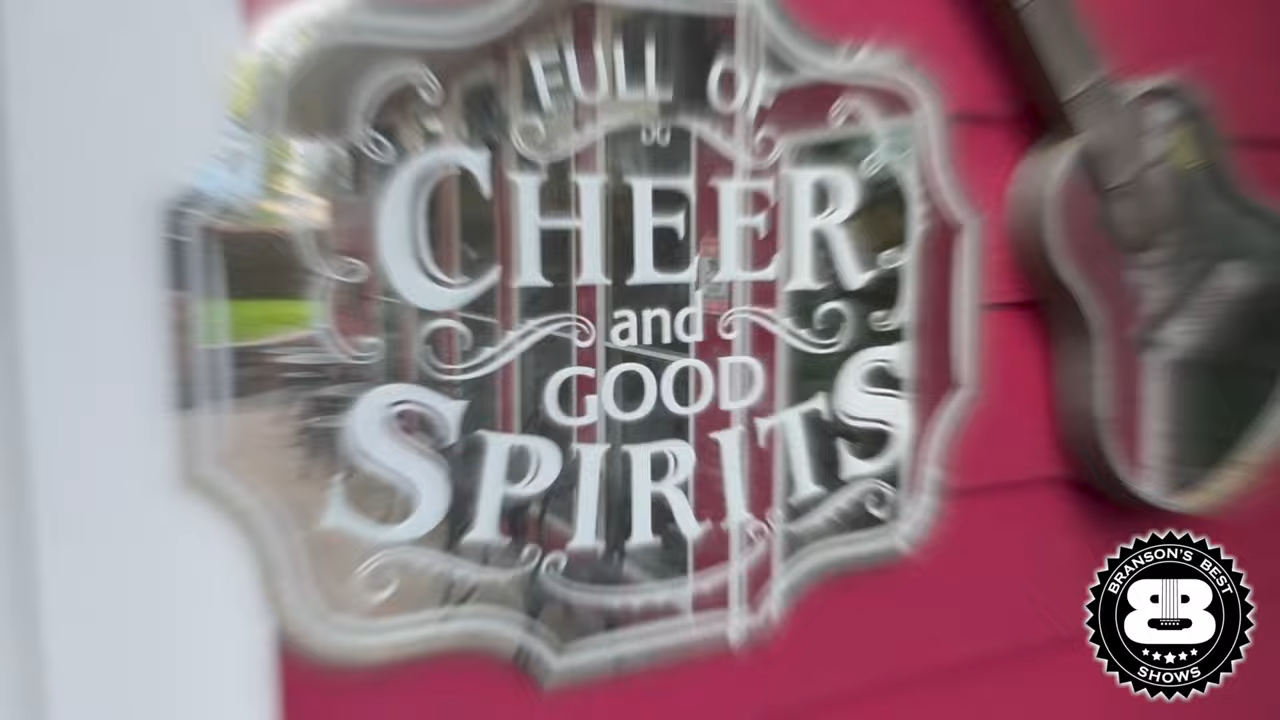 FULL OF
CHEER
and
GOOD
SPIRITS
BRANSON'S BEST
SHOWS